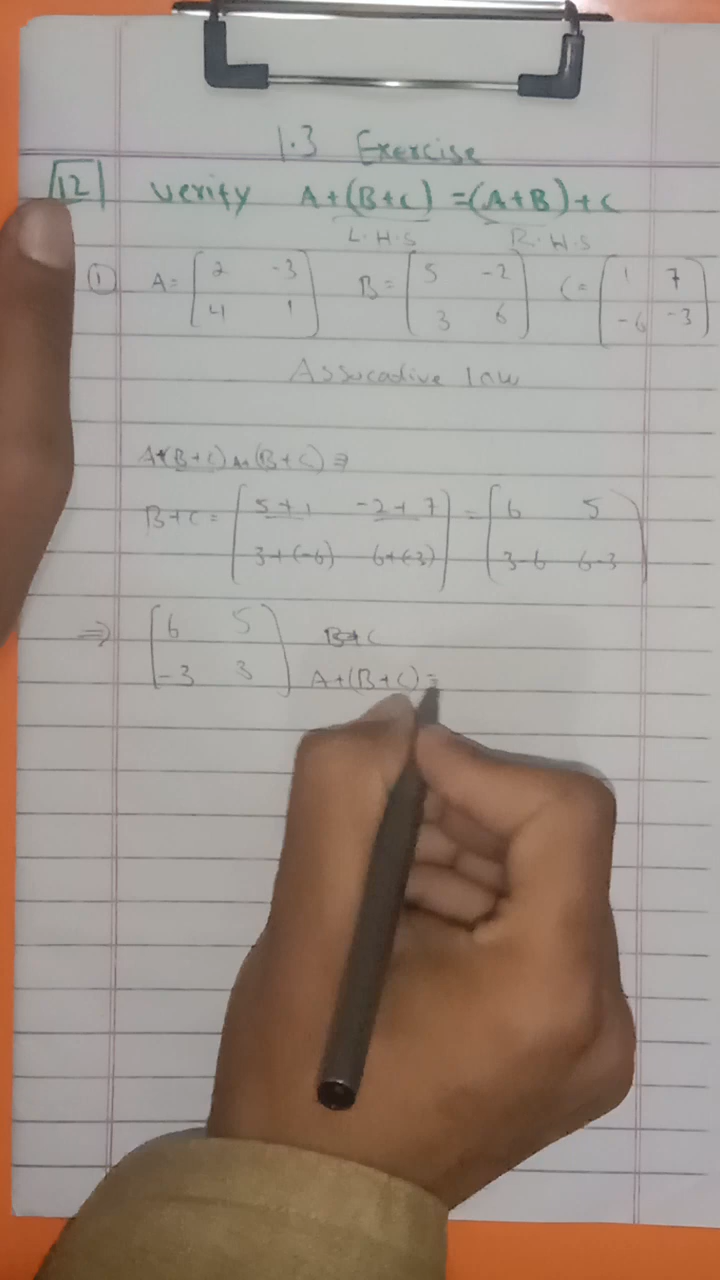 1.3 Exercise
12 verify A+(B+C) =(A+B)+C
L.H.S R.H.S
① A= [2 -3 4 1] B= [5 -2 3 6] C= [1 7 -6 -3]
Assocadive law
A+(B+C) A+(B+C) ⇒
B+C= [5+1 -2+7 3+(-6) 6+(-3)] = [6 5 3-6 6-3]
⇒ [6 5 -3 3] B+C
A+(B+C) =